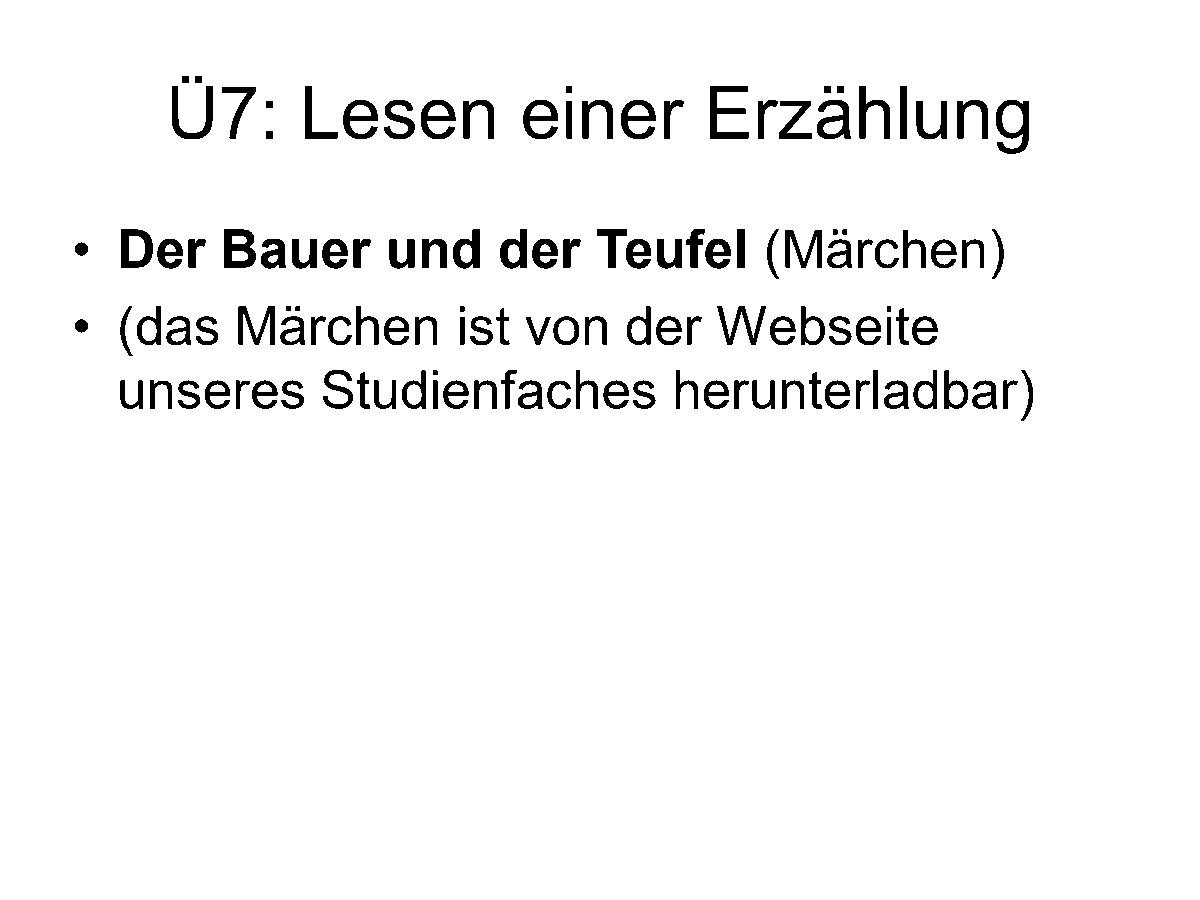 Ü7: Lesen einer Erzählung
• Der Bauer und der Teufel (Märchen)
• (das Märchen ist von der Webseite
unseres Studienfaches herunterladbar)